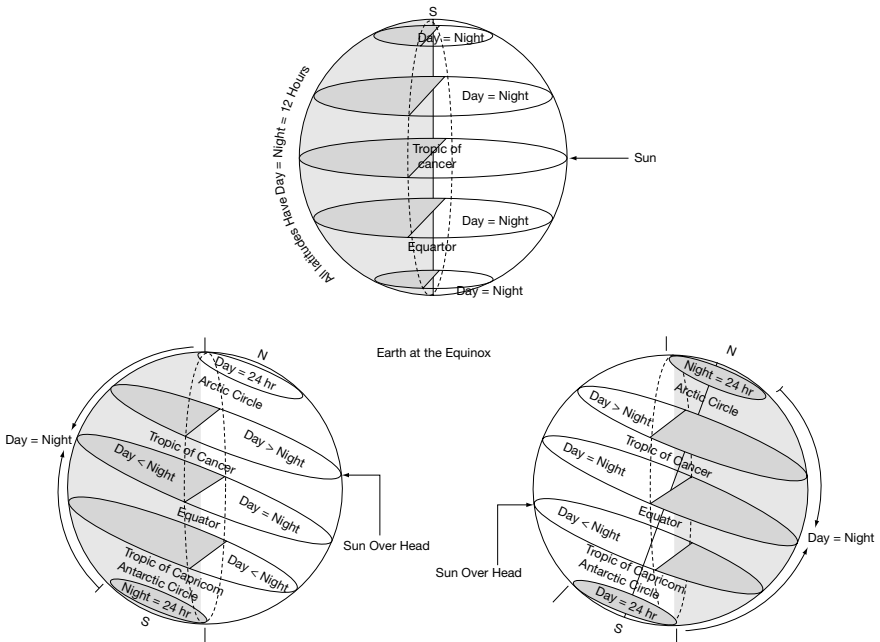 S
Day = Night
All latitudes Have Day = Night = 12 Hours
Day = Night
Tropic of
cancer
Sun
Day = Night
Equartor
Day = Night
Earth at the Equinox
N
Day = 24 hr
Arctic Circle
Day = Night
Day > Night
Tropic of Cancer
Day < Night
Day = Night
Equator
Sun Over Head
Day < Night
Tropic of Capricorn
Antarctic Circle
Night = 24 hr
S
N
Night = 24 hr
Arctic Circle
Day > Night
Tropic of Cancer
Day = Night
Equator
Day < Night
Day = Night
Sun Over Head
Tropic of Capricorn
Antarctic Circle
Day = 24 hr
S